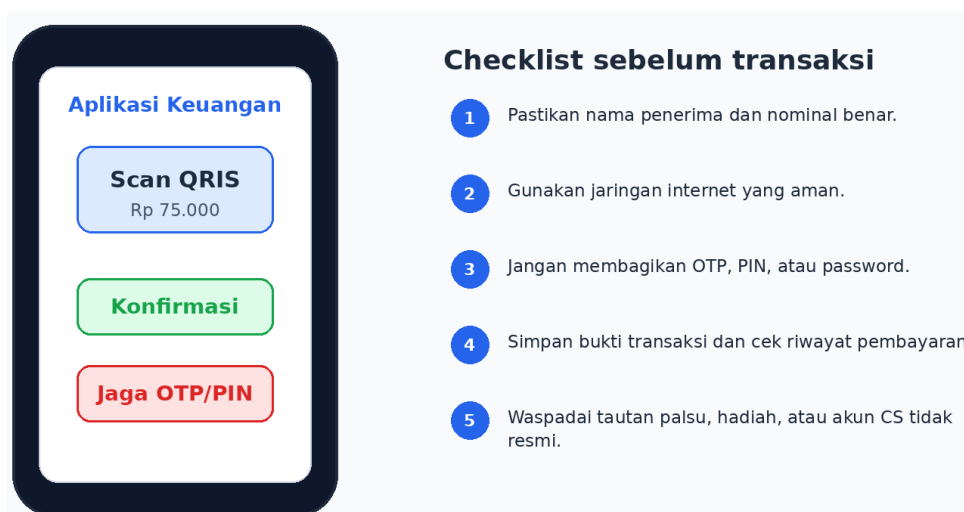 Aplikasi Keuangan
Scan QRIS
Rp 75.000
Konfirmasi
Jaga OTP/PIN
Checklist sebelum transaksi
1 Pastikan nama penerima dan nominal benar.
2 Gunakan jaringan internet yang aman.
3 Jangan membagikan OTP, PIN, atau password.
4 Simpan bukti transaksi dan cek riwayat pembayaran
5 Waspadai tautan palsu, hadiah, atau akun CS tidak
resmi.